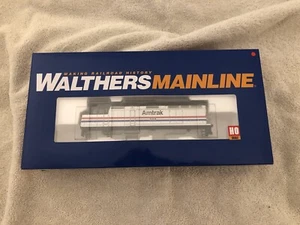 MAKING RAILROAD HISTORY
WALTHERSMAINLINE
Amtrak
HO